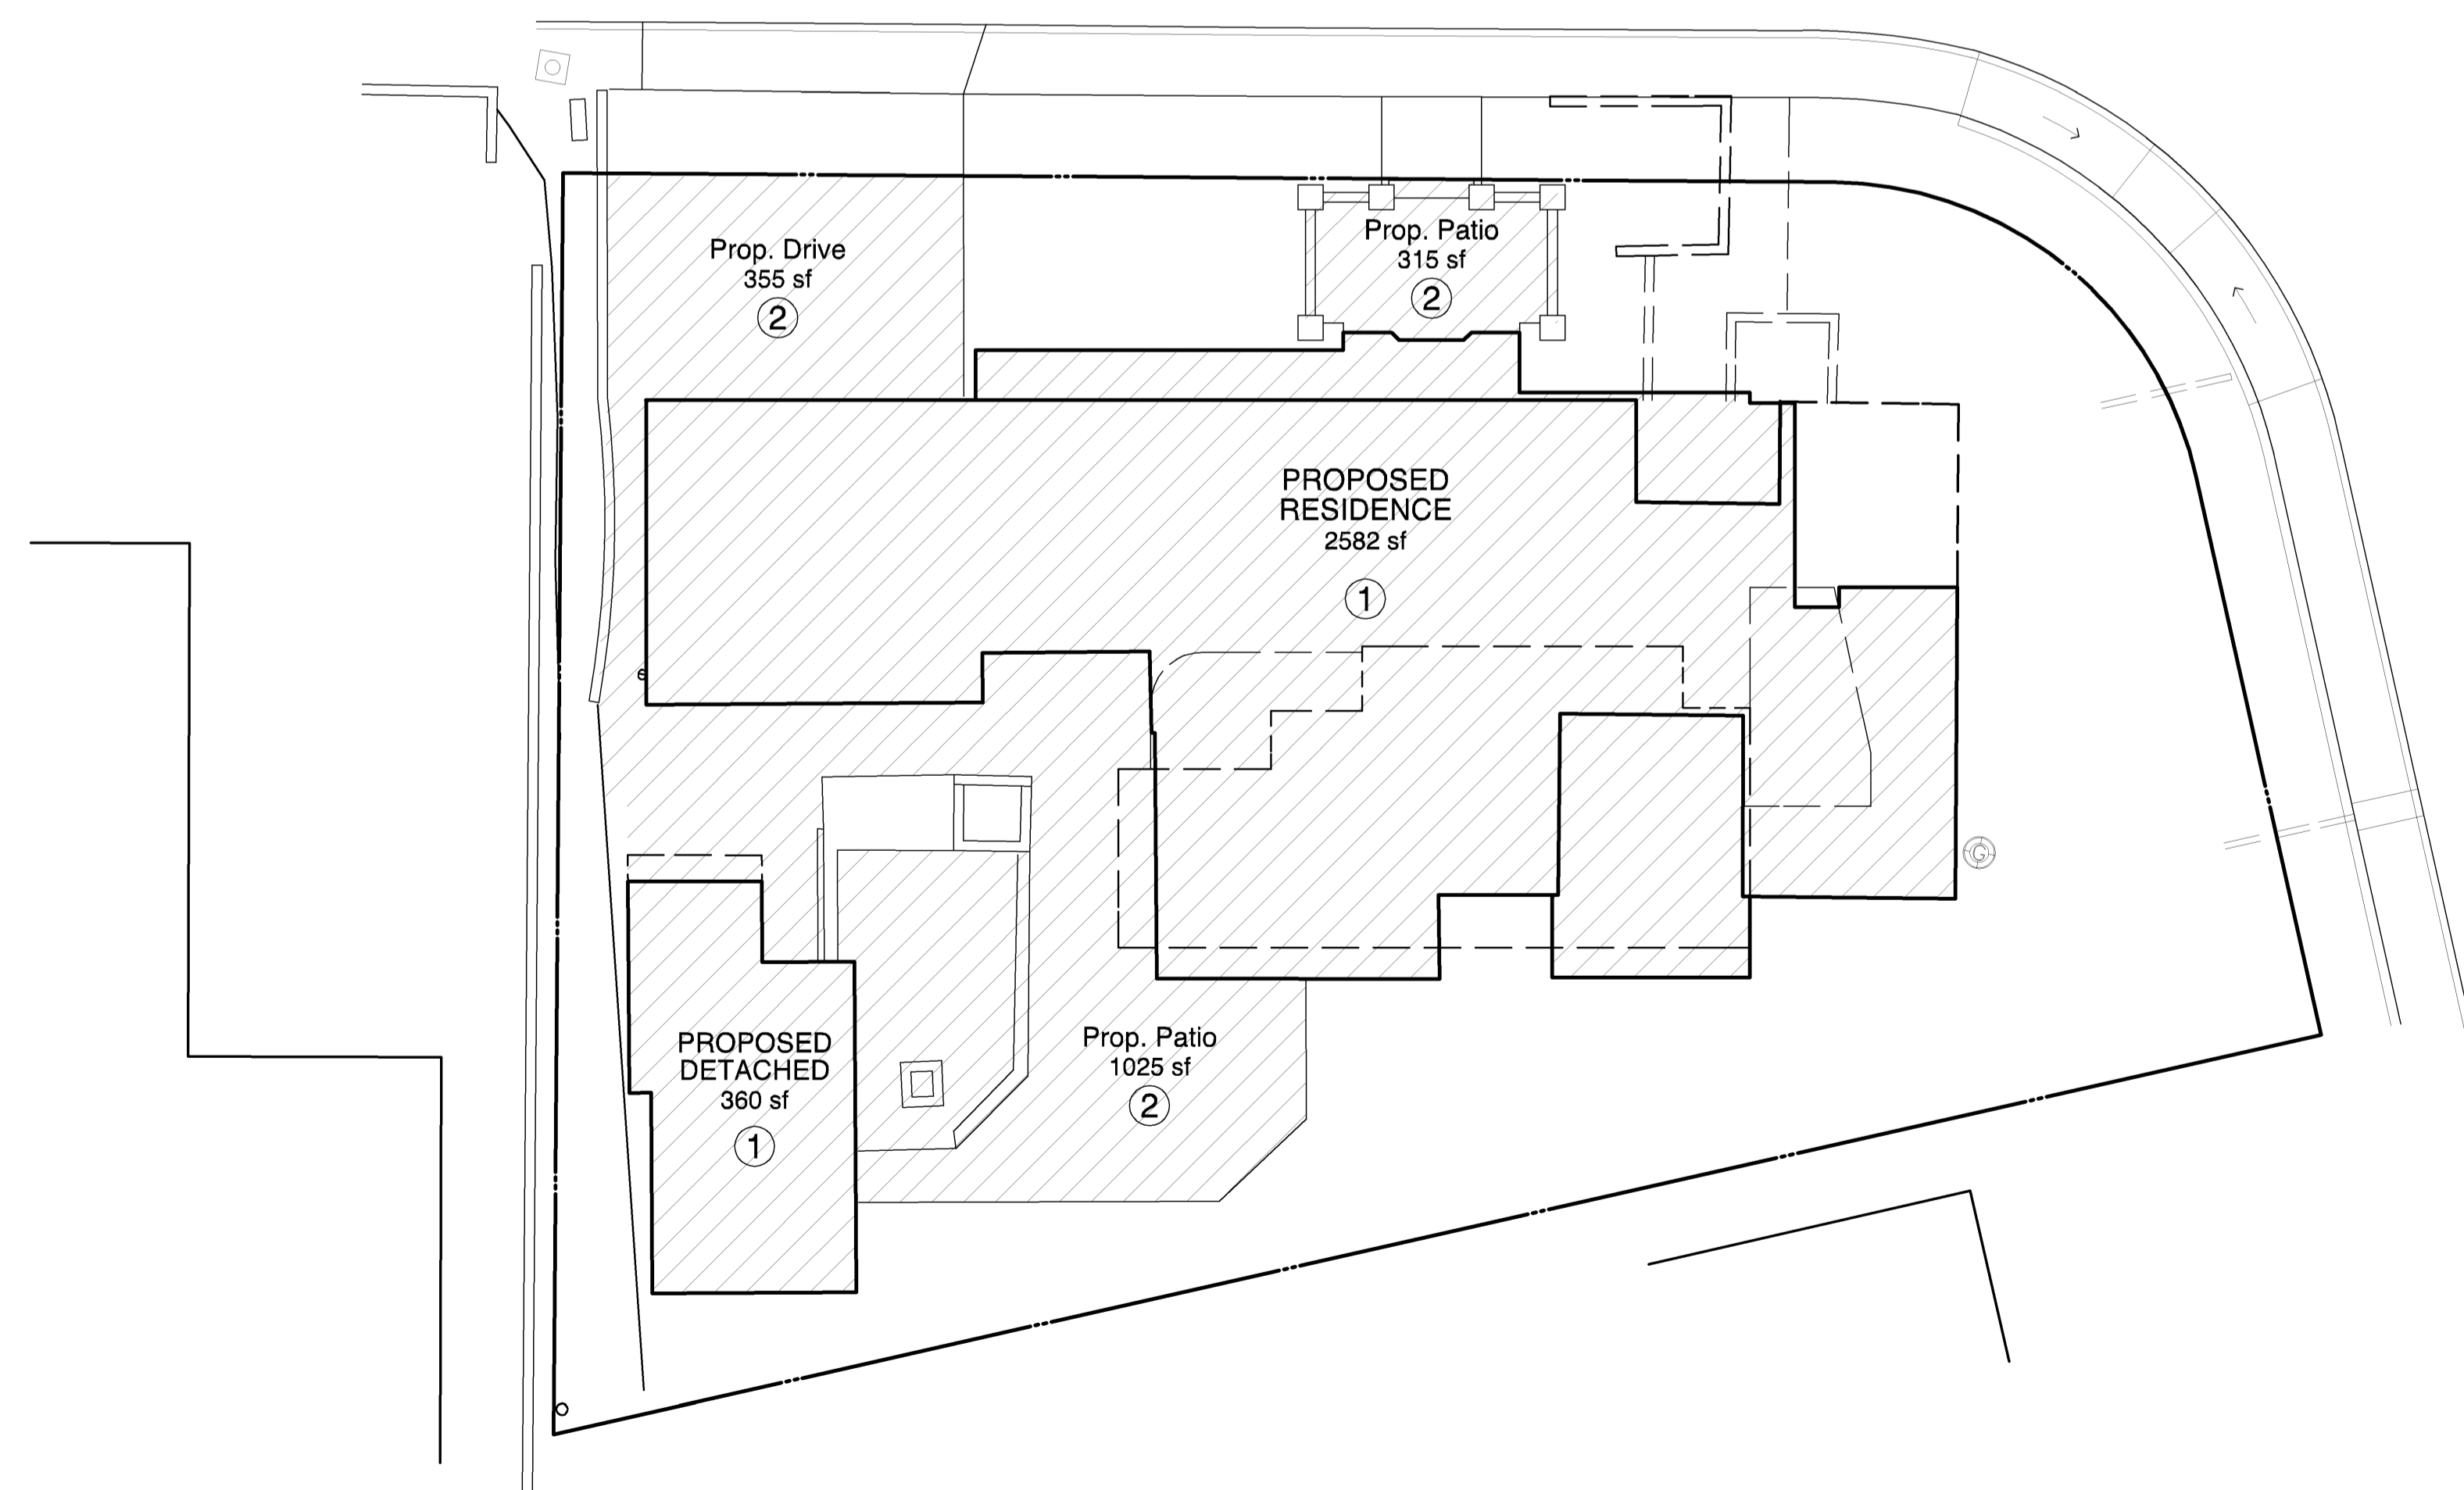 Prop. Drive
355 sf
2
Prop. Patio
315 sf
2
PROPOSED
RESIDENCE
2582 sf
1
e
G
PROPOSED
DETACHED
360 sf
1
Prop. Patio
1025 sf
2